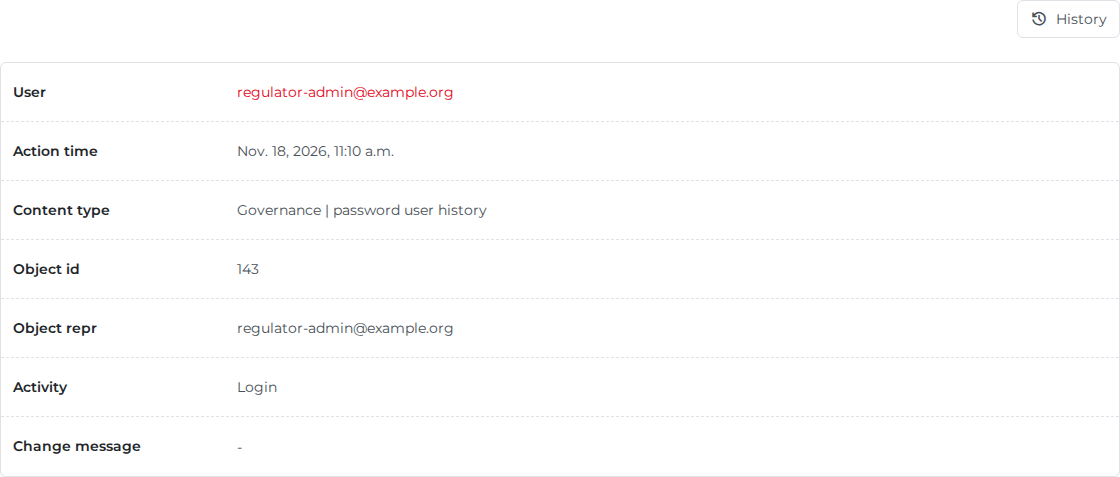 History
User regulator-admin@example.org
Action time Nov. 18, 2026, 11:10 a.m.
Content type Governance | password user history
Object id 143
Object repr regulator-admin@example.org
Activity Login
Change message -